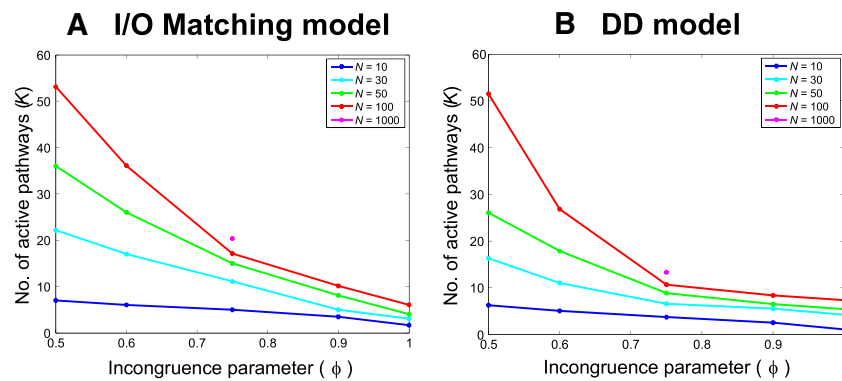 A I/O Matching model
No. of active pathways (K)
60
50
40
30
20
10
0
0.5
0.6
0.7
0.8
0.9
1
Incongruence parameter ( ϕ )
N = 10
N = 30
N = 50
N = 100
N = 1000
B DD model
No. of active pathways (K)
60
50
40
30
20
10
0
0.5
0.6
0.7
0.8
0.9
Incongruence parameter ( ϕ )
N = 10
N = 30
N = 50
N = 100
N = 1000